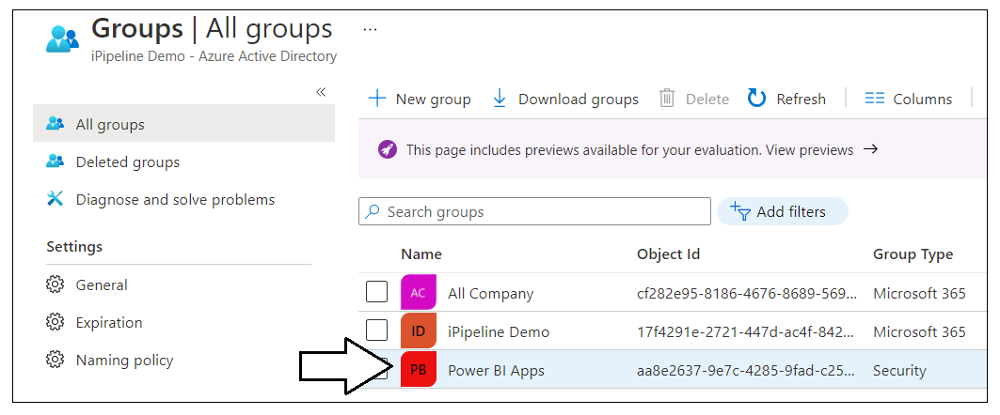 Groups | All groups ...
iPipeline Demo - Azure Active Directory
«
All groups
Deleted groups
Diagnose and solve problems
Settings
General
Expiration
Naming policy
New group Download groups Delete Refresh Columns
This page includes previews available for your evaluation. View previews →
Search groups Add filters
Name Object Id Group Type
AC All Company cf282e95-8186-4676-8689-569... Microsoft 365
ID iPipeline Demo 17f4291e-2721-447d-ac4f-842... Microsoft 365
PB Power BI Apps aa8e2637-9e7c-4285-9fad-c25... Security